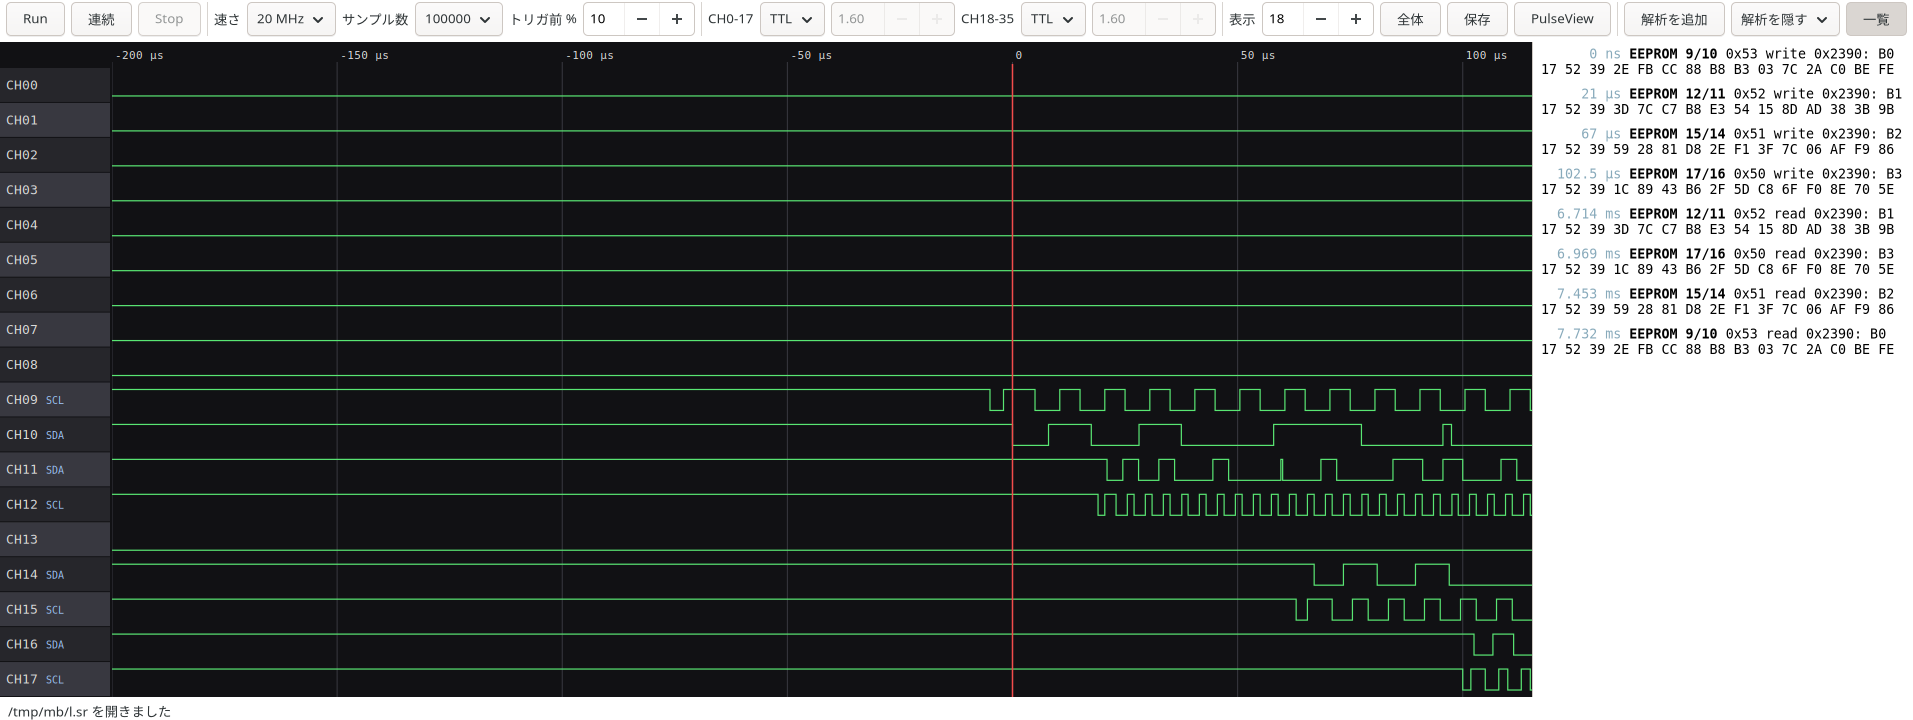 Run 連続 Stop 速さ 20 MHz サンプル数 100000 トリガ前 % 10 − + CH0-17 TTL 1.60 − + CH18-35 TTL 1.60 − + 表示 18 − + 全体 保存 PulseView 解析を追加 解析を隠す 一覧
-200 µs -150 µs -100 µs -50 µs 0 50 µs 100 µs
CH00
CH01
CH02
CH03
CH04
CH05
CH06
CH07
CH08
CH09 SCL
CH10 SDA
CH11 SDA
CH12 SCL
CH13
CH14 SDA
CH15 SCL
CH16 SDA
CH17 SCL
0 ns EEPROM 9/10 0x53 write 0x2390: B0
17 52 39 2E FB CC 88 B8 B3 03 7C 2A C0 BE FE
21 µs EEPROM 12/11 0x52 write 0x2390: B1
17 52 39 3D 7C C7 B8 E3 54 15 8D AD 38 3B 9B
67 µs EEPROM 15/14 0x51 write 0x2390: B2
17 52 39 59 28 81 D8 2E F1 3F 7C 06 AF F9 86
102.5 µs EEPROM 17/16 0x50 write 0x2390: B3
17 52 39 1C 89 43 B6 2F 5D C8 6F F0 8E 70 5E
6.714 ms EEPROM 12/11 0x52 read 0x2390: B1
17 52 39 3D 7C C7 B8 E3 54 15 8D AD 38 3B 9B
6.969 ms EEPROM 17/16 0x50 read 0x2390: B3
17 52 39 1C 89 43 B6 2F 5D C8 6F F0 8E 70 5E
7.453 ms EEPROM 15/14 0x51 read 0x2390: B2
17 52 39 59 28 81 D8 2E F1 3F 7C 06 AF F9 86
7.732 ms EEPROM 9/10 0x53 read 0x2390: B0
17 52 39 2E FB CC 88 B8 B3 03 7C 2A C0 BE FE
/tmp/mb/l.sr を開きました